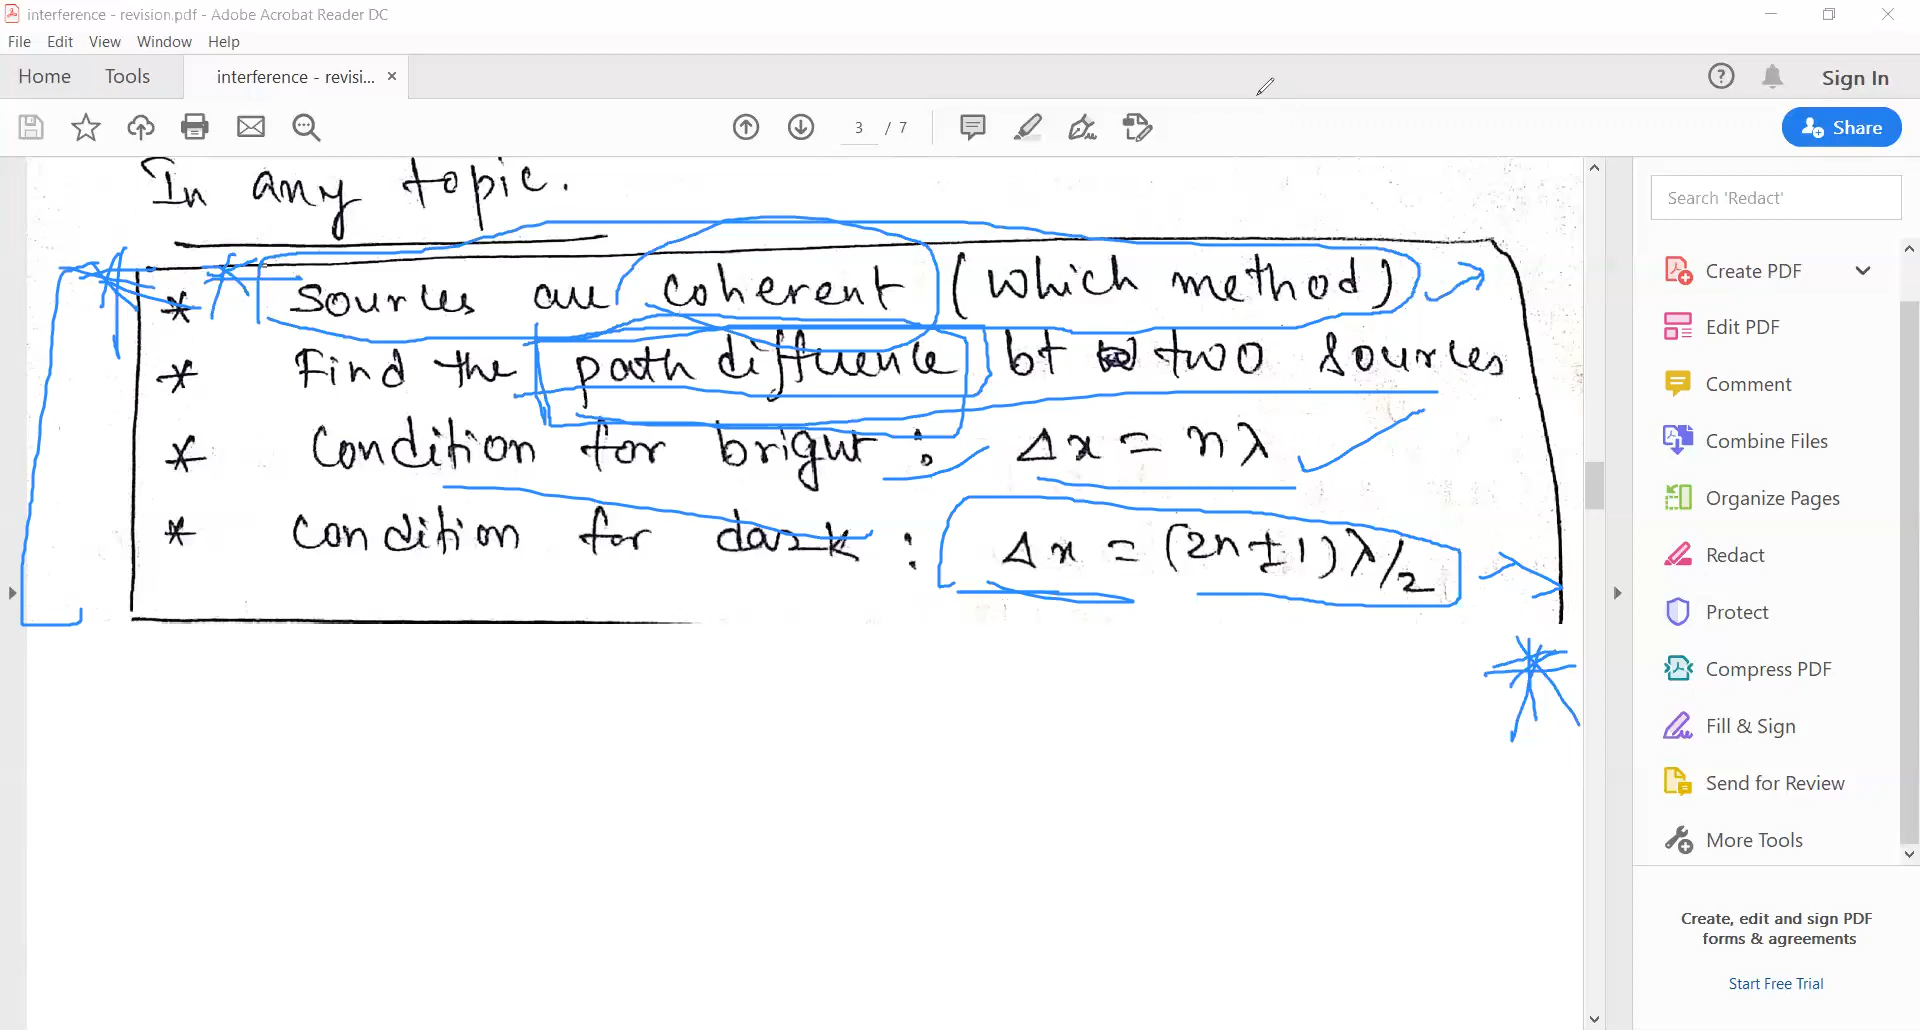 interference - revision.pdf - Adobe Acrobat Reader DC
File Edit View Window Help
Home Tools interference - revisi... ×
Sign In
3 / 7
Share
In any topic.
* Sources are coherent (which method)
* Find the path difference bt two sources
* Condition for bright : Δx = nλ
* Condition for dark : Δx = (2n±1)λ/2
Search 'Redact'
Create PDF
Edit PDF
Comment
Combine Files
Organize Pages
Redact
Protect
Compress PDF
Fill & Sign
Send for Review
More Tools
Create, edit and sign PDF
forms & agreements
Start Free Trial